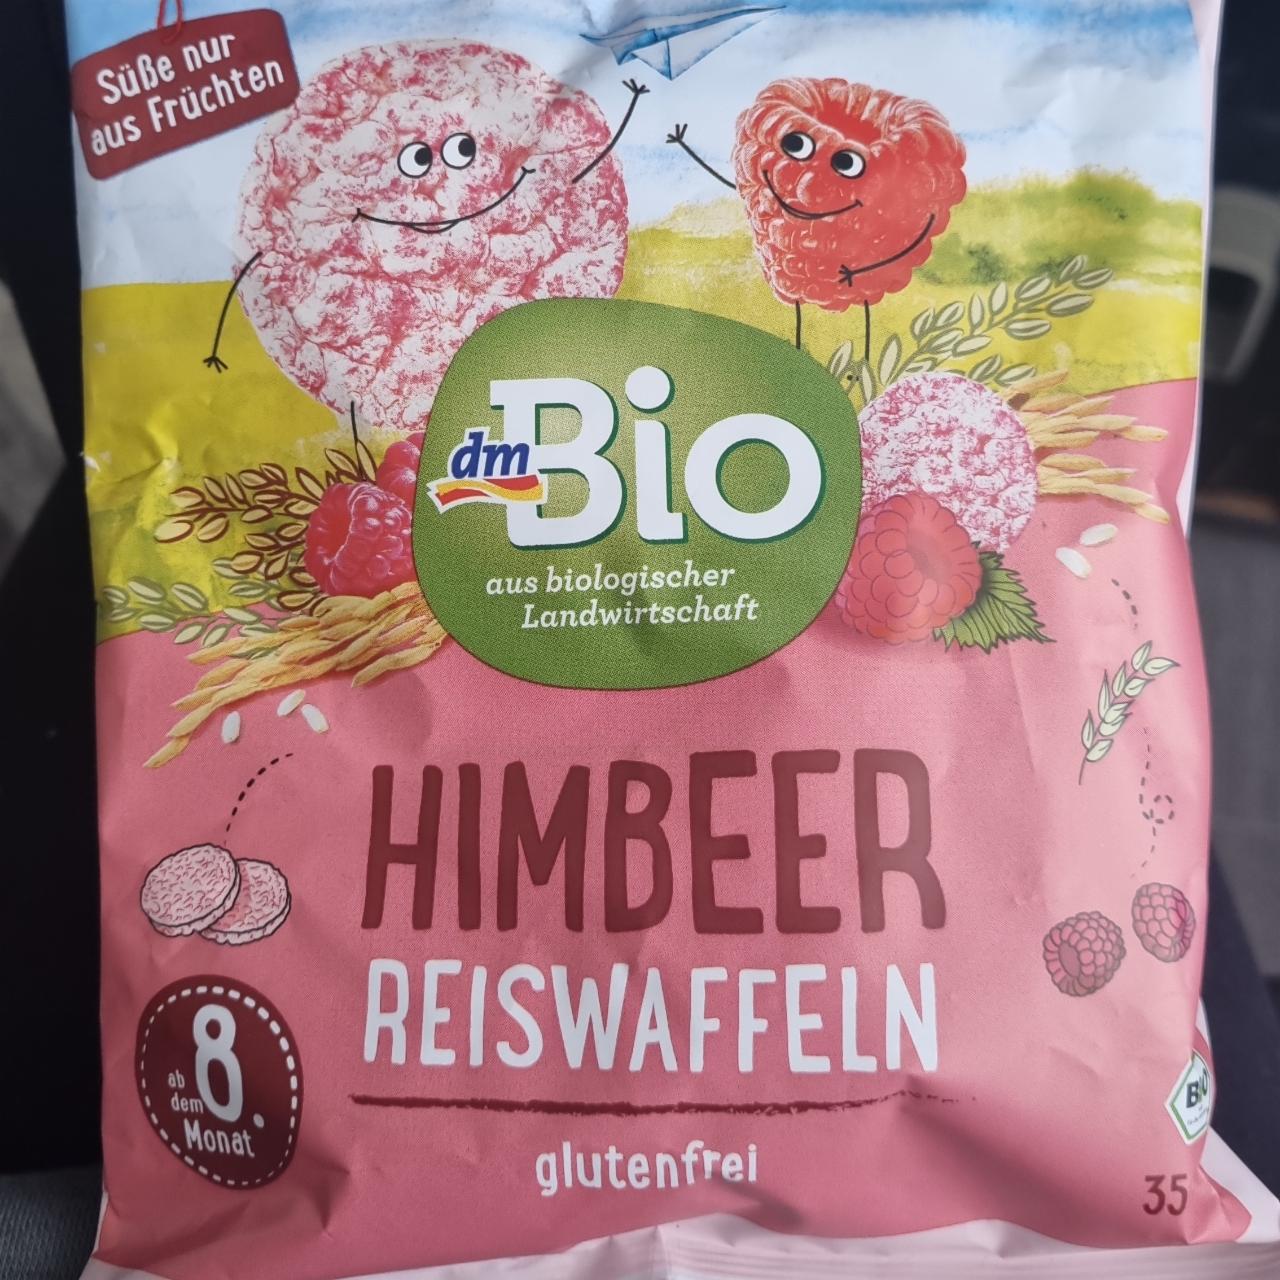 Süße nur
aus Früchten
dm
Bio
aus biologischer
Landwirtschaft
HIMBEER
REISWAFFELN
ab
dem
8.
Monat
glutenfrei
35